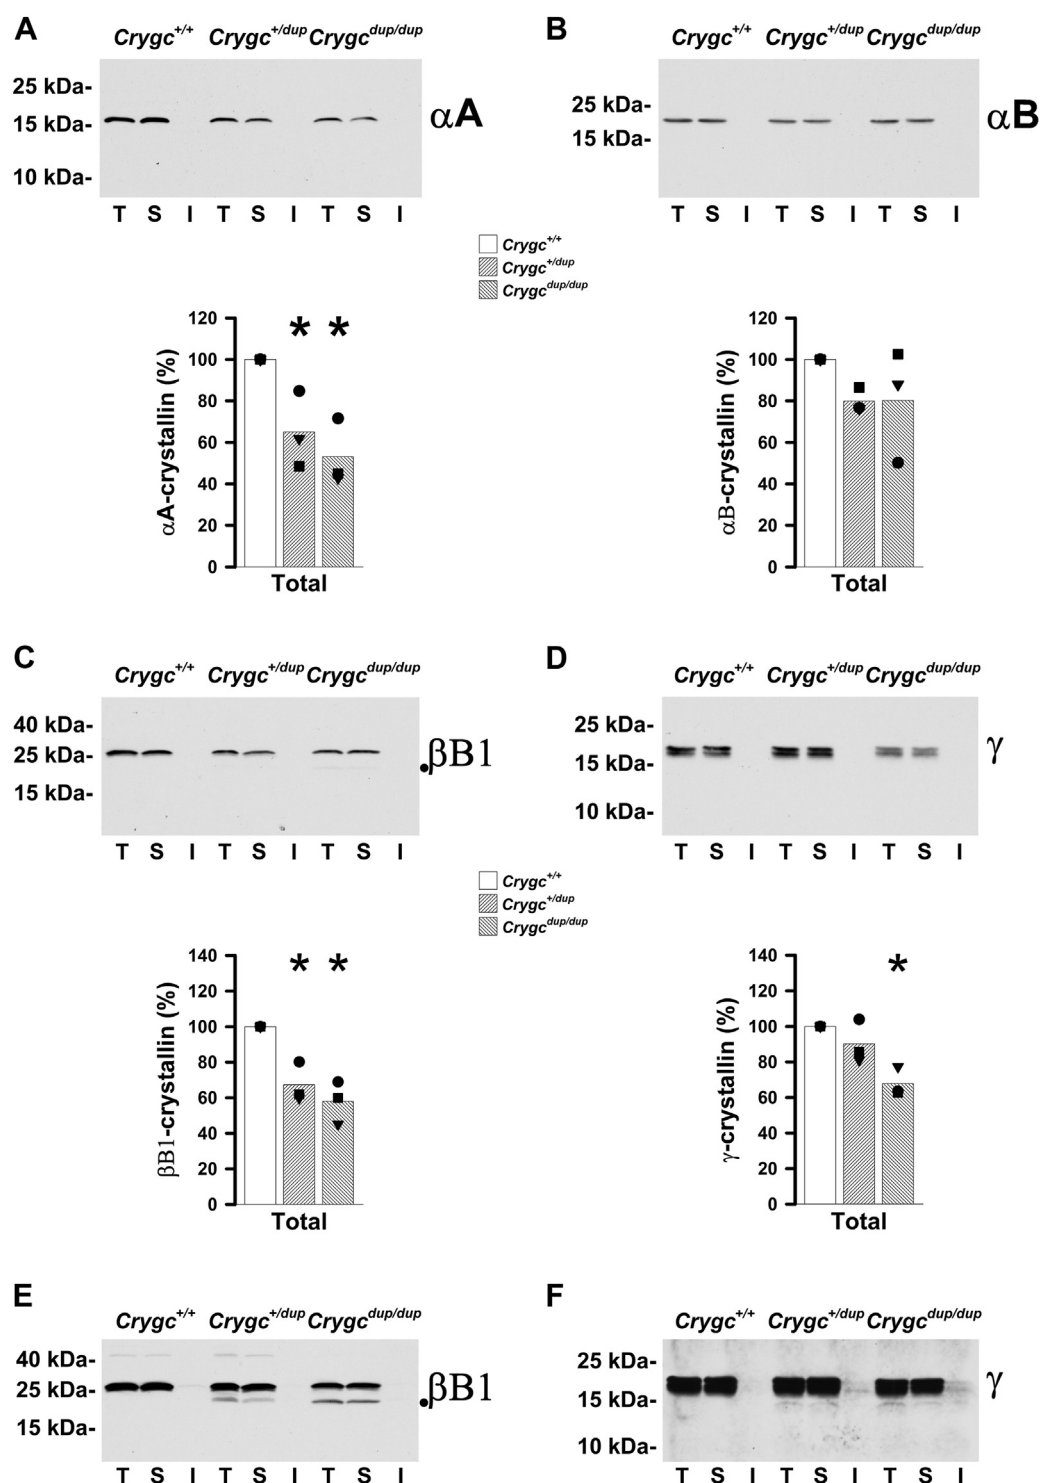 A
Crygc+/+ Crygc+/dup Crygcdup/dup
25 kDa-
15 kDa-
10 kDa-
αA
T S I T S I T S I
B
Crygc+/+ Crygc+/dup Crygcdup/dup
25 kDa-
15 kDa-
αB
T S I T S I T S I
Crygc+/+
Crygc+/dup
Crygcdup/dup
αA-crystallin (%)
120
100
80
60
40
20
0
* *
Total
αB-crystallin (%)
120
100
80
60
40
20
0
Total
C
Crygc+/+ Crygc+/dup Crygcdup/dup
40 kDa-
25 kDa-
15 kDa-
βB1
T S I T S I T S I
D
Crygc+/+ Crygc+/dup Crygcdup/dup
25 kDa-
15 kDa-
10 kDa-
γ
T S I T S I T S I
Crygc+/+
Crygc+/dup
Crygcdup/dup
βB1-crystallin (%)
140
120
100
80
60
40
20
0
* *
Total
γ-crystallin (%)
140
120
100
80
60
40
20
0
*
Total
E
Crygc+/+ Crygc+/dup Crygcdup/dup
40 kDa-
25 kDa-
15 kDa-
βB1
T S I T S I T S I
F
Crygc+/+ Crygc+/dup Crygcdup/dup
25 kDa-
15 kDa-
10 kDa-
γ
T S I T S I T S I